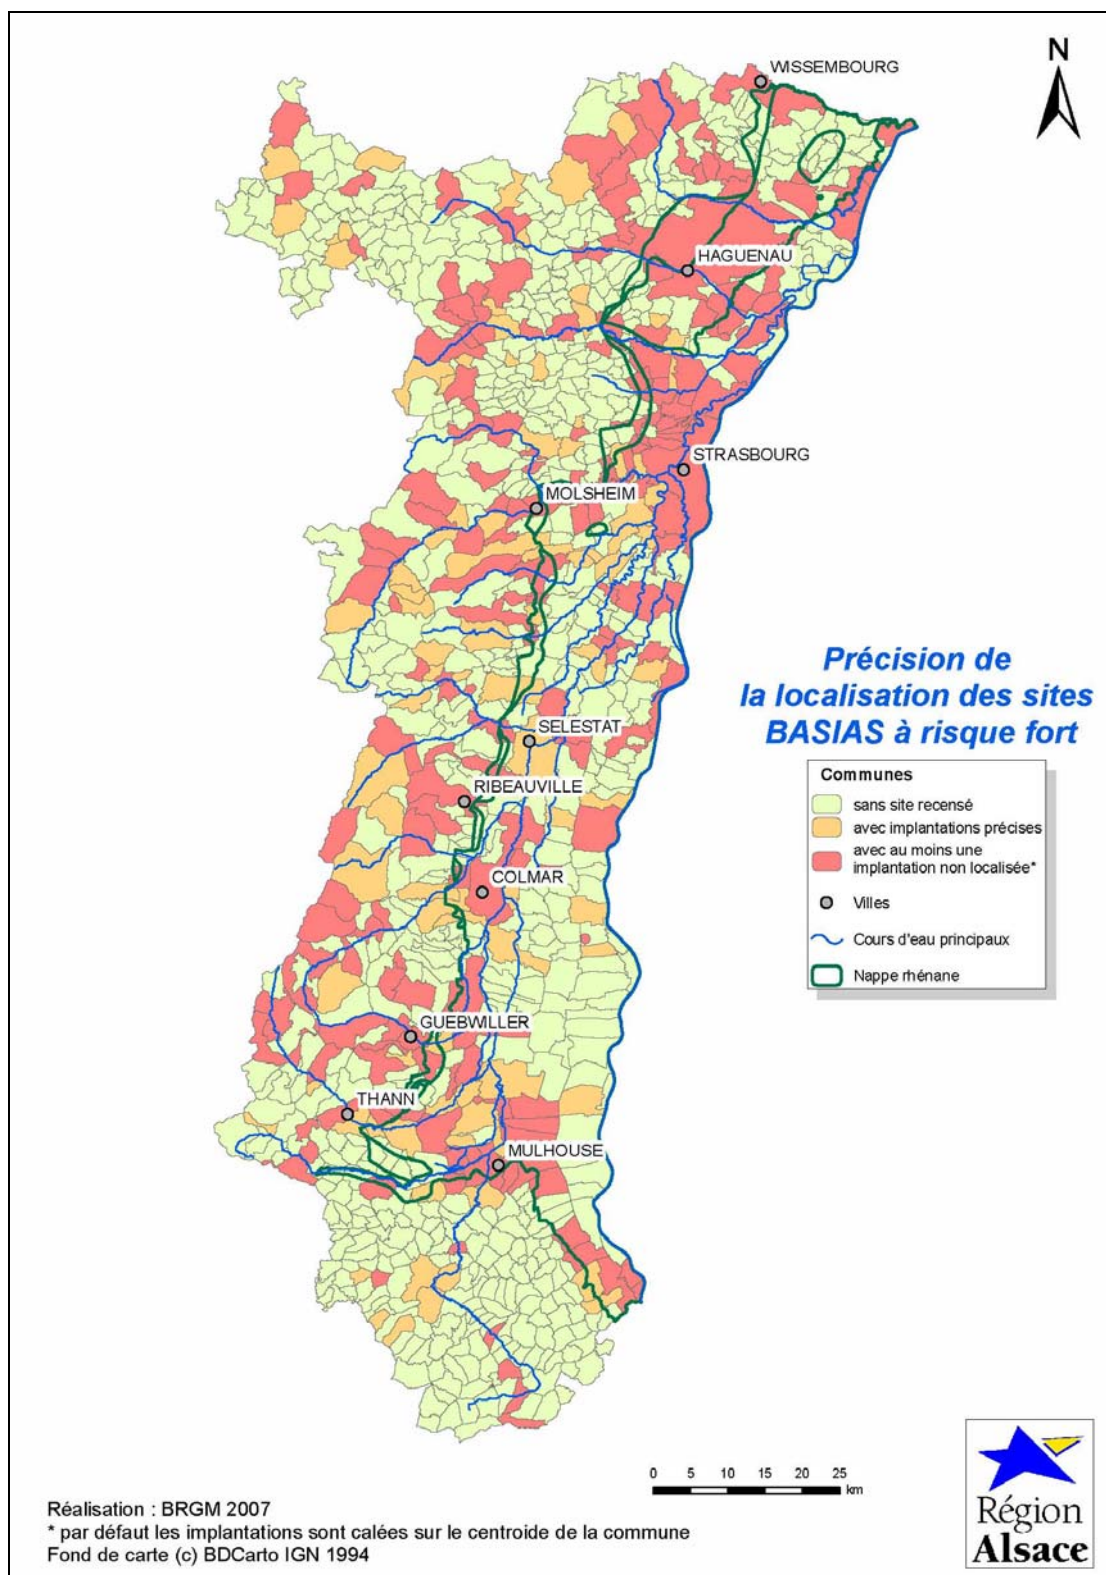 N
WISSEMBOURG
HAGUENAU
STRASBOURG
MOLSHEIM
SELESTAT
RIBEAUVILLE
COLMAR
GUEBWILLER
THANN
MULHOUSE
Précision de
la localisation des sites
BASIAS à risque fort
Communes
sans site recensé
avec implantations précises
avec au moins une
implantation non localisée*
Villes
Cours d'eau principaux
Nappe rhénane
0 5 10 15 20 25
km
Réalisation : BRGM 2007
* par défaut les implantations sont calées sur le centroide de la commune
Fond de carte (c) BDCarto IGN 1994
Région
Alsace